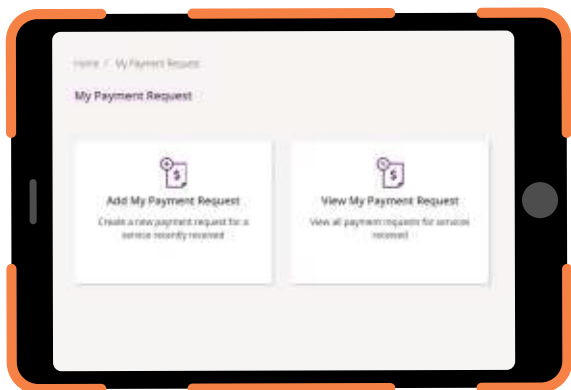 Home / My Payment Request
My Payment Request
Add My Payment Request
Create a new payment request for a
service recently received
View My Payment Request
View all payment requests for services
received